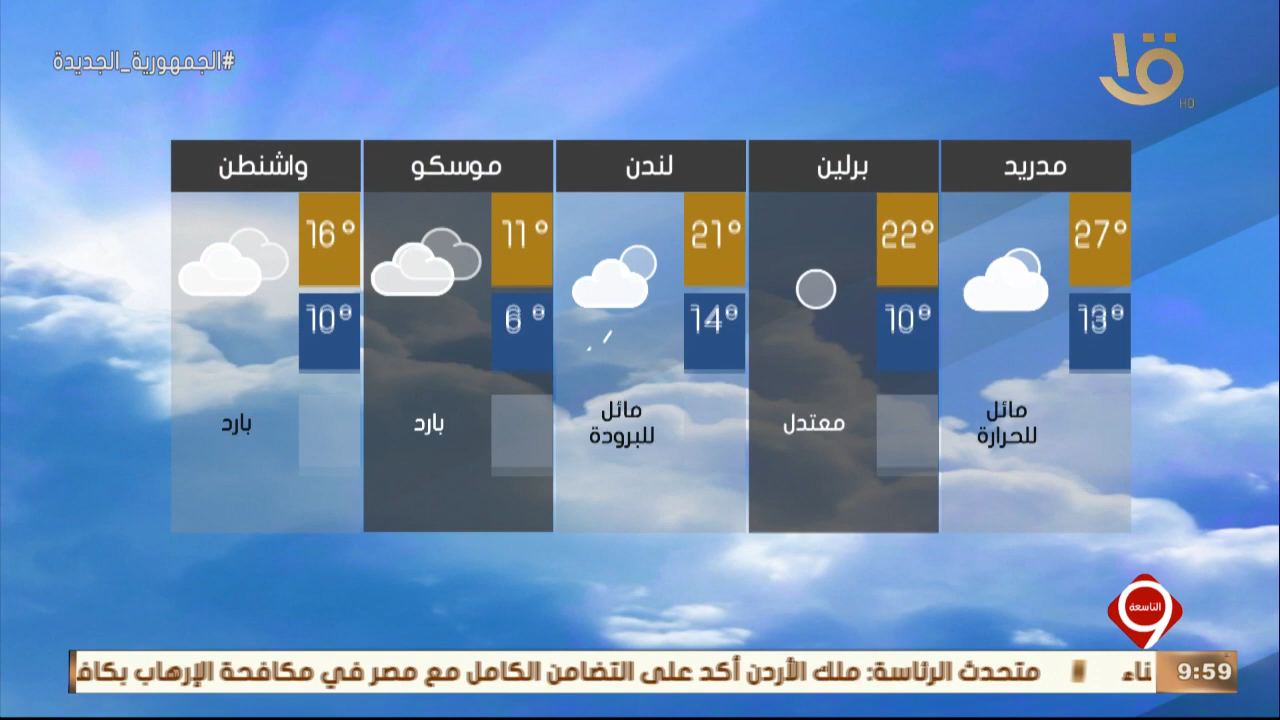 #الجمهورية_الجديدة
HD
مدريد
برلين
لندن
موسكو
واشنطن
27°
22°
21°
11°
16°
13°
10°
14°
6°
10°
مائل
للحرارة
معتدل
مائل
للبرودة
بارد
بارد
التاسعة
9
9:59
متحدث الرئاسة: ملك الأردن أكد على التضامن الكامل مع مصر في مكافحة الإرهاب بكاف